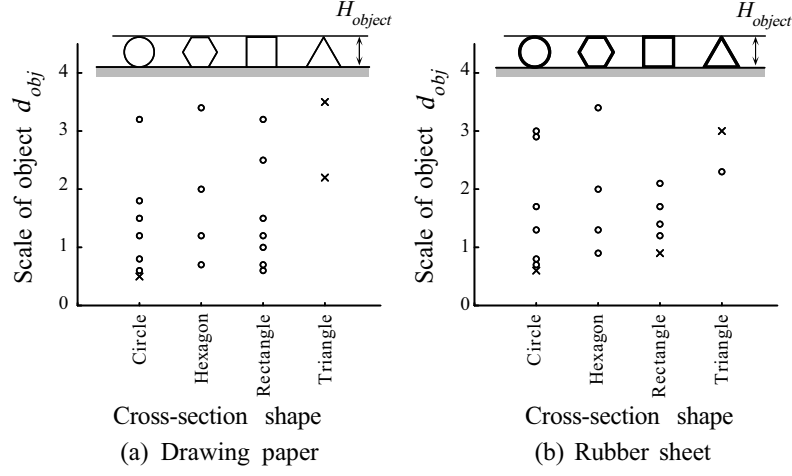 H_object
Scale of object d_obj
4
3
2
1
0
Circle
Hexagon
Rectangle
Triangle
Cross-section shape
(a) Drawing paper
H_object
Scale of object d_obj
4
3
2
1
0
Circle
Hexagon
Rectangle
Triangle
Cross-section shape
(b) Rubber sheet